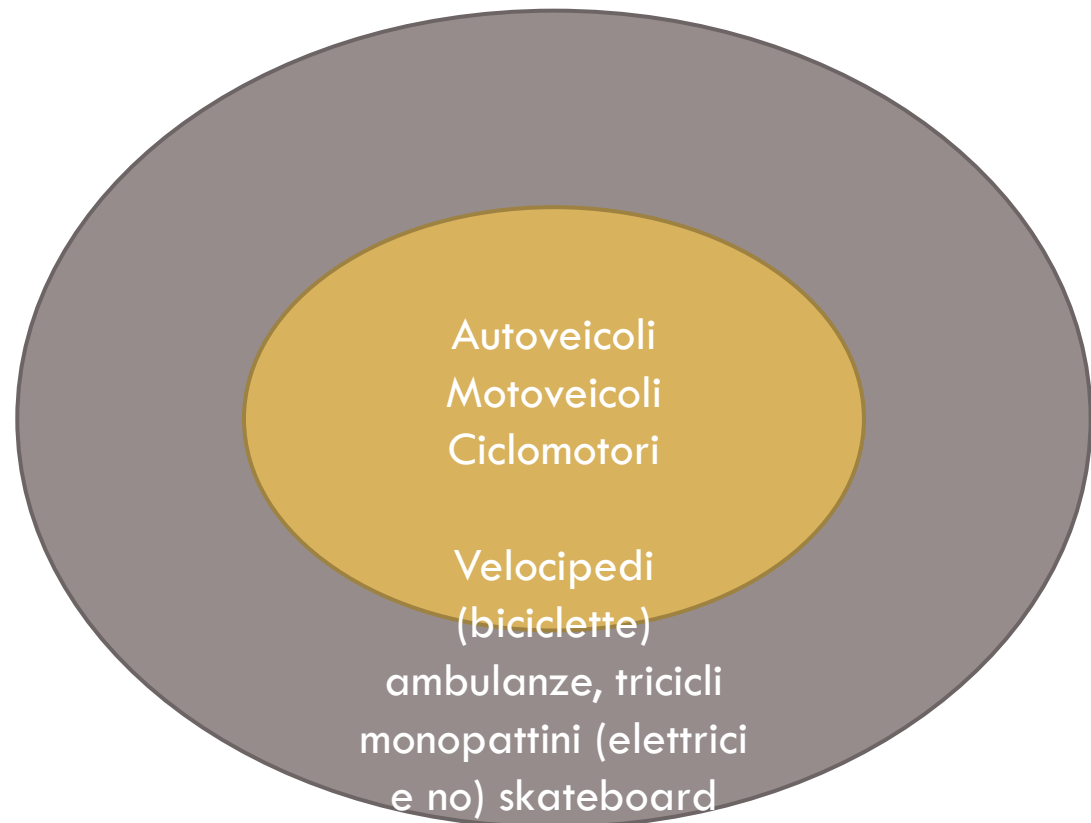 Autoveicoli
Motoveicoli
Ciclomotori
Velocipedi
(biciclette)
ambulanze, tricicli
monopattini (elettrici
e no) skateboard